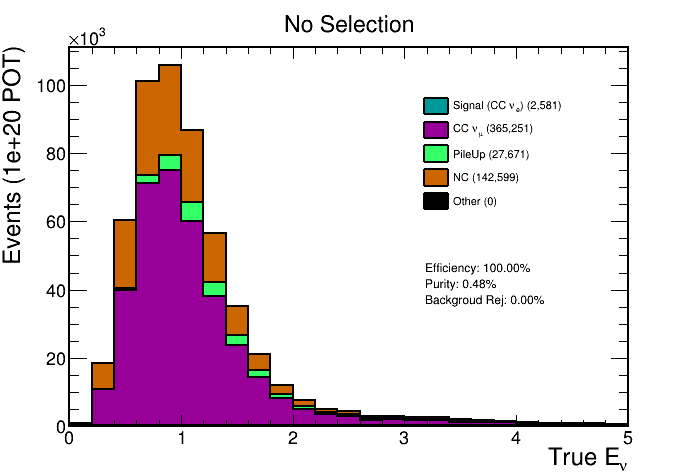 No Selection
×10³
Events (1e+20 POT)
100
80
60
40
20
0
0 1 2 3 4 5
True Eν
Signal (CC νe) (2,581)
CC νμ (365,251)
PileUp (27,671)
NC (142,599)
Other (0)
Efficiency: 100.00%
Purity: 0.48%
Backgroud Rej: 0.00%